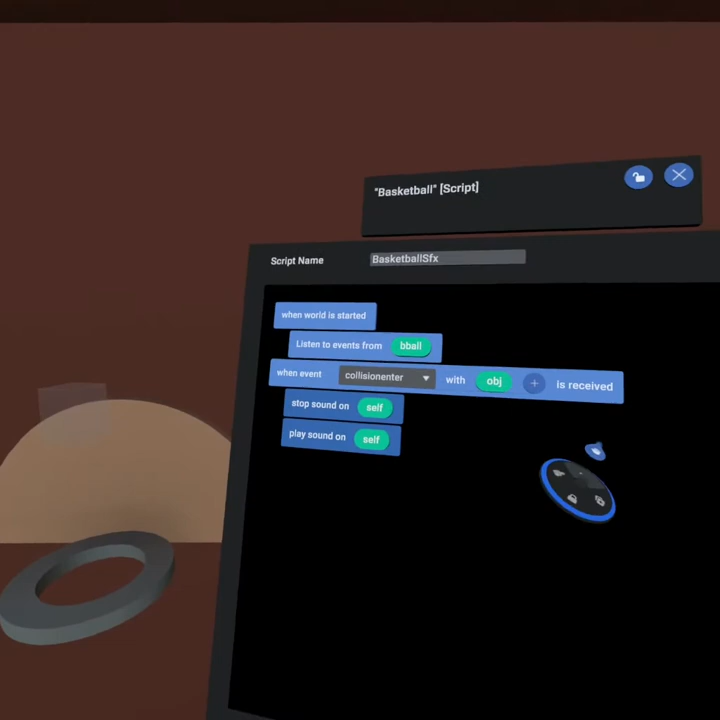 "Basketball" [Script]
Script Name BasketballSfx
when world is started
Listen to events from bball
when event collisionenter with obj + is received
stop sound on self
play sound on self